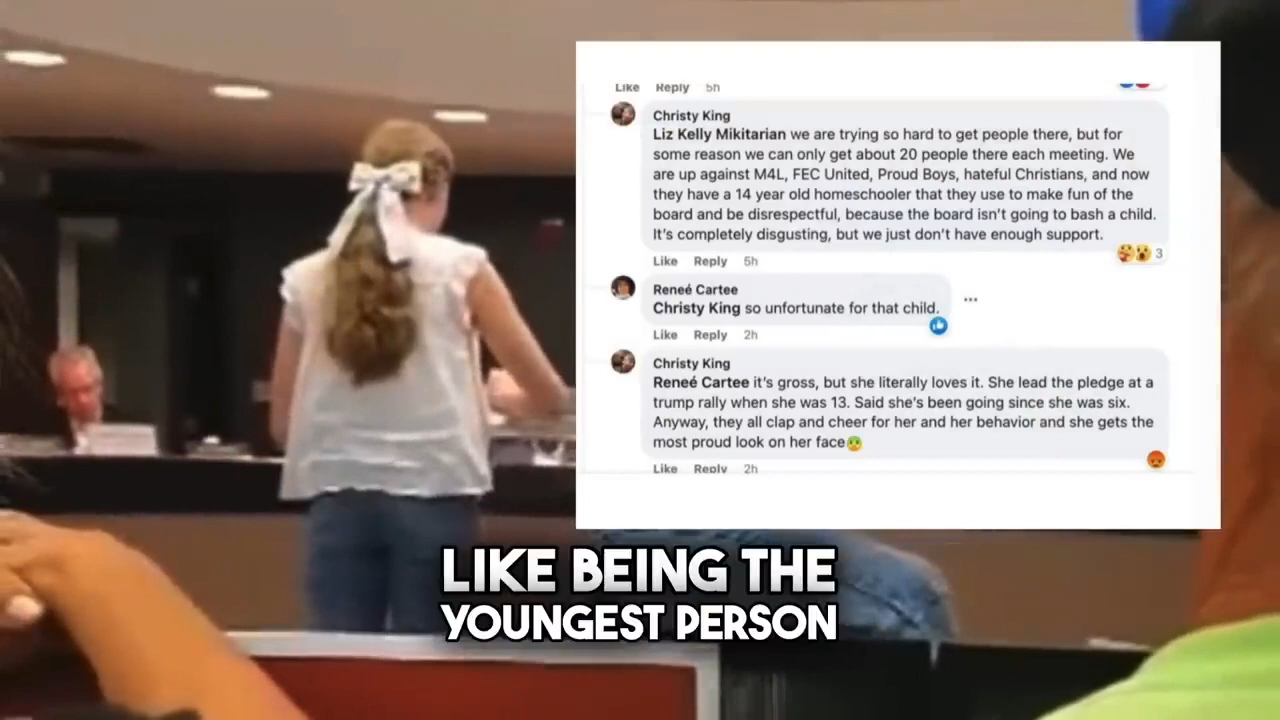 Like Reply 5h
Christy King
Liz Kelly Mikitarian we are trying so hard to get people there, but for
some reason we can only get about 20 people there each meeting. We
are up against M4L, FEC United, Proud Boys, hateful Christians, and now
they have a 14 year old homeschooler that they use to make fun of the
board and be disrespectful, because the board isn't going to bash a child.
It's completely disgusting, but we just don't have enough support.
3
Like Reply 5h
Reneé Cartee
Christy King so unfortunate for that child.
Like Reply 2h
Christy King
Reneé Cartee it's gross, but she literally loves it. She lead the pledge at a
trump rally when she was 13. Said she's been going since she was six.
Anyway, they all clap and cheer for her and her behavior and she gets the
most proud look on her face🤢
Like Reply 2h
LIKE BEING THE
YOUNGEST PERSON